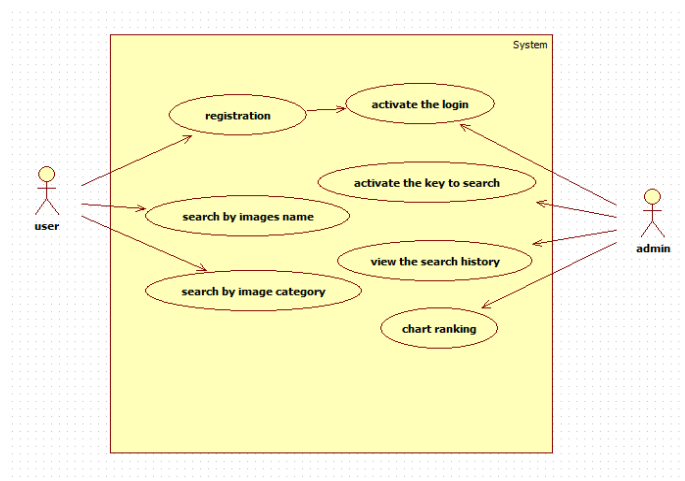 System
activate the login
registration
activate the key to search
search by images name
user
admin
view the search history
search by image category
chart ranking